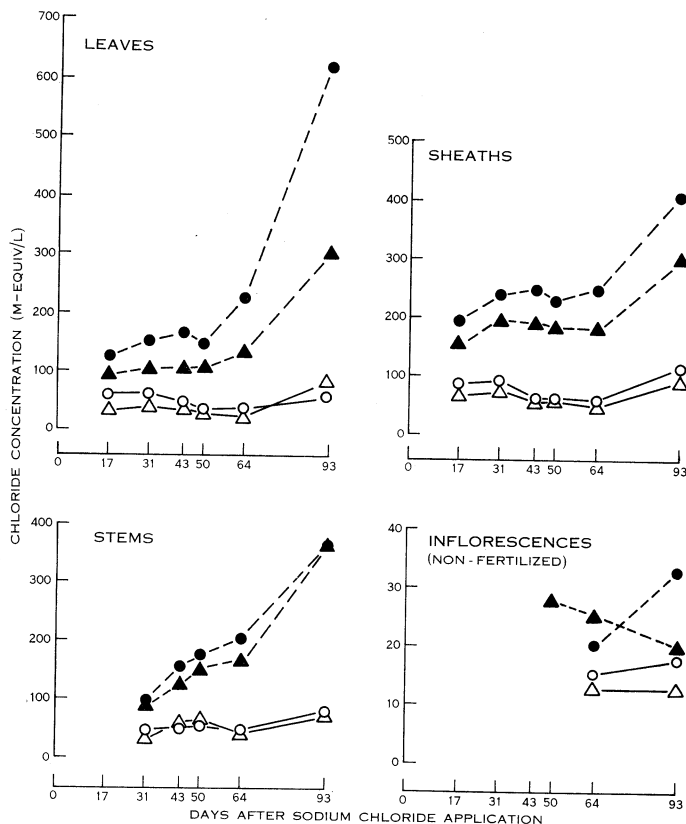 LEAVES
700
600
500
400
300
200
100
0
0 17 31 43 50 64 93
SHEATHS
500
400
300
200
100
0
0 17 31 43 50 64 93
CHLORIDE CONCENTRATION (M-EQUIV/L)
STEMS
400
300
200
.100
0
0 17 31 43 50 64 93
INFLORESCENCES
(NON-FERTILIZED)
40
30
20
10
0
0 17 31 43 50 64 93
DAYS AFTER SODIUM CHLORIDE APPLICATION